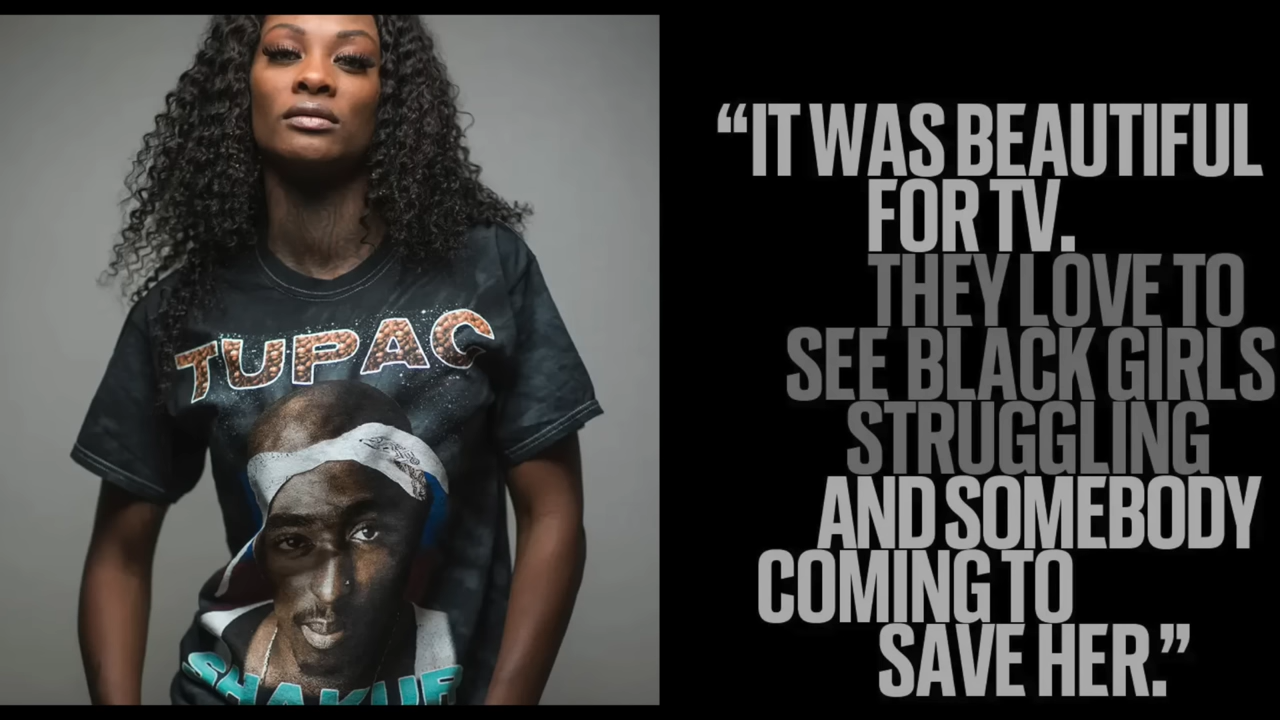 TUPAC
SHAKUR
“IT WAS BEAUTIFUL
FOR TV.
THEY LOVE TO
SEE BLACK GIRLS
STRUGGLING
AND SOMEBODY
COMING TO
SAVE HER.”